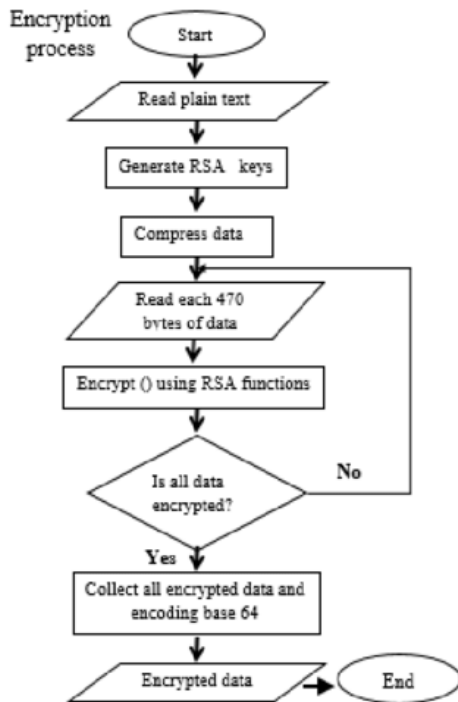 Encryption
process
Start
Read plain text
Generate RSA keys
Compress data
Read each 470
bytes of data
Encrypt () using RSA functions
Is all data
encrypted?
No
Yes
Collect all encrypted data and
encoding base 64
Encrypted data
End